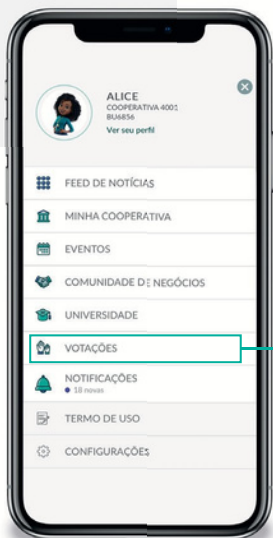 ALICE
COOPERATIVA 4001
BU6856
Ver seu perfil
FEED DE NOTÍCIAS
MINHA COOPERATIVA
EVENTOS
COMUNIDADE DE NEGÓCIOS
UNIVERSIDADE
VOTAÇÕES
NOTIFICAÇÕES
18 novas
TERMO DE USO
CONFIGURAÇÕES